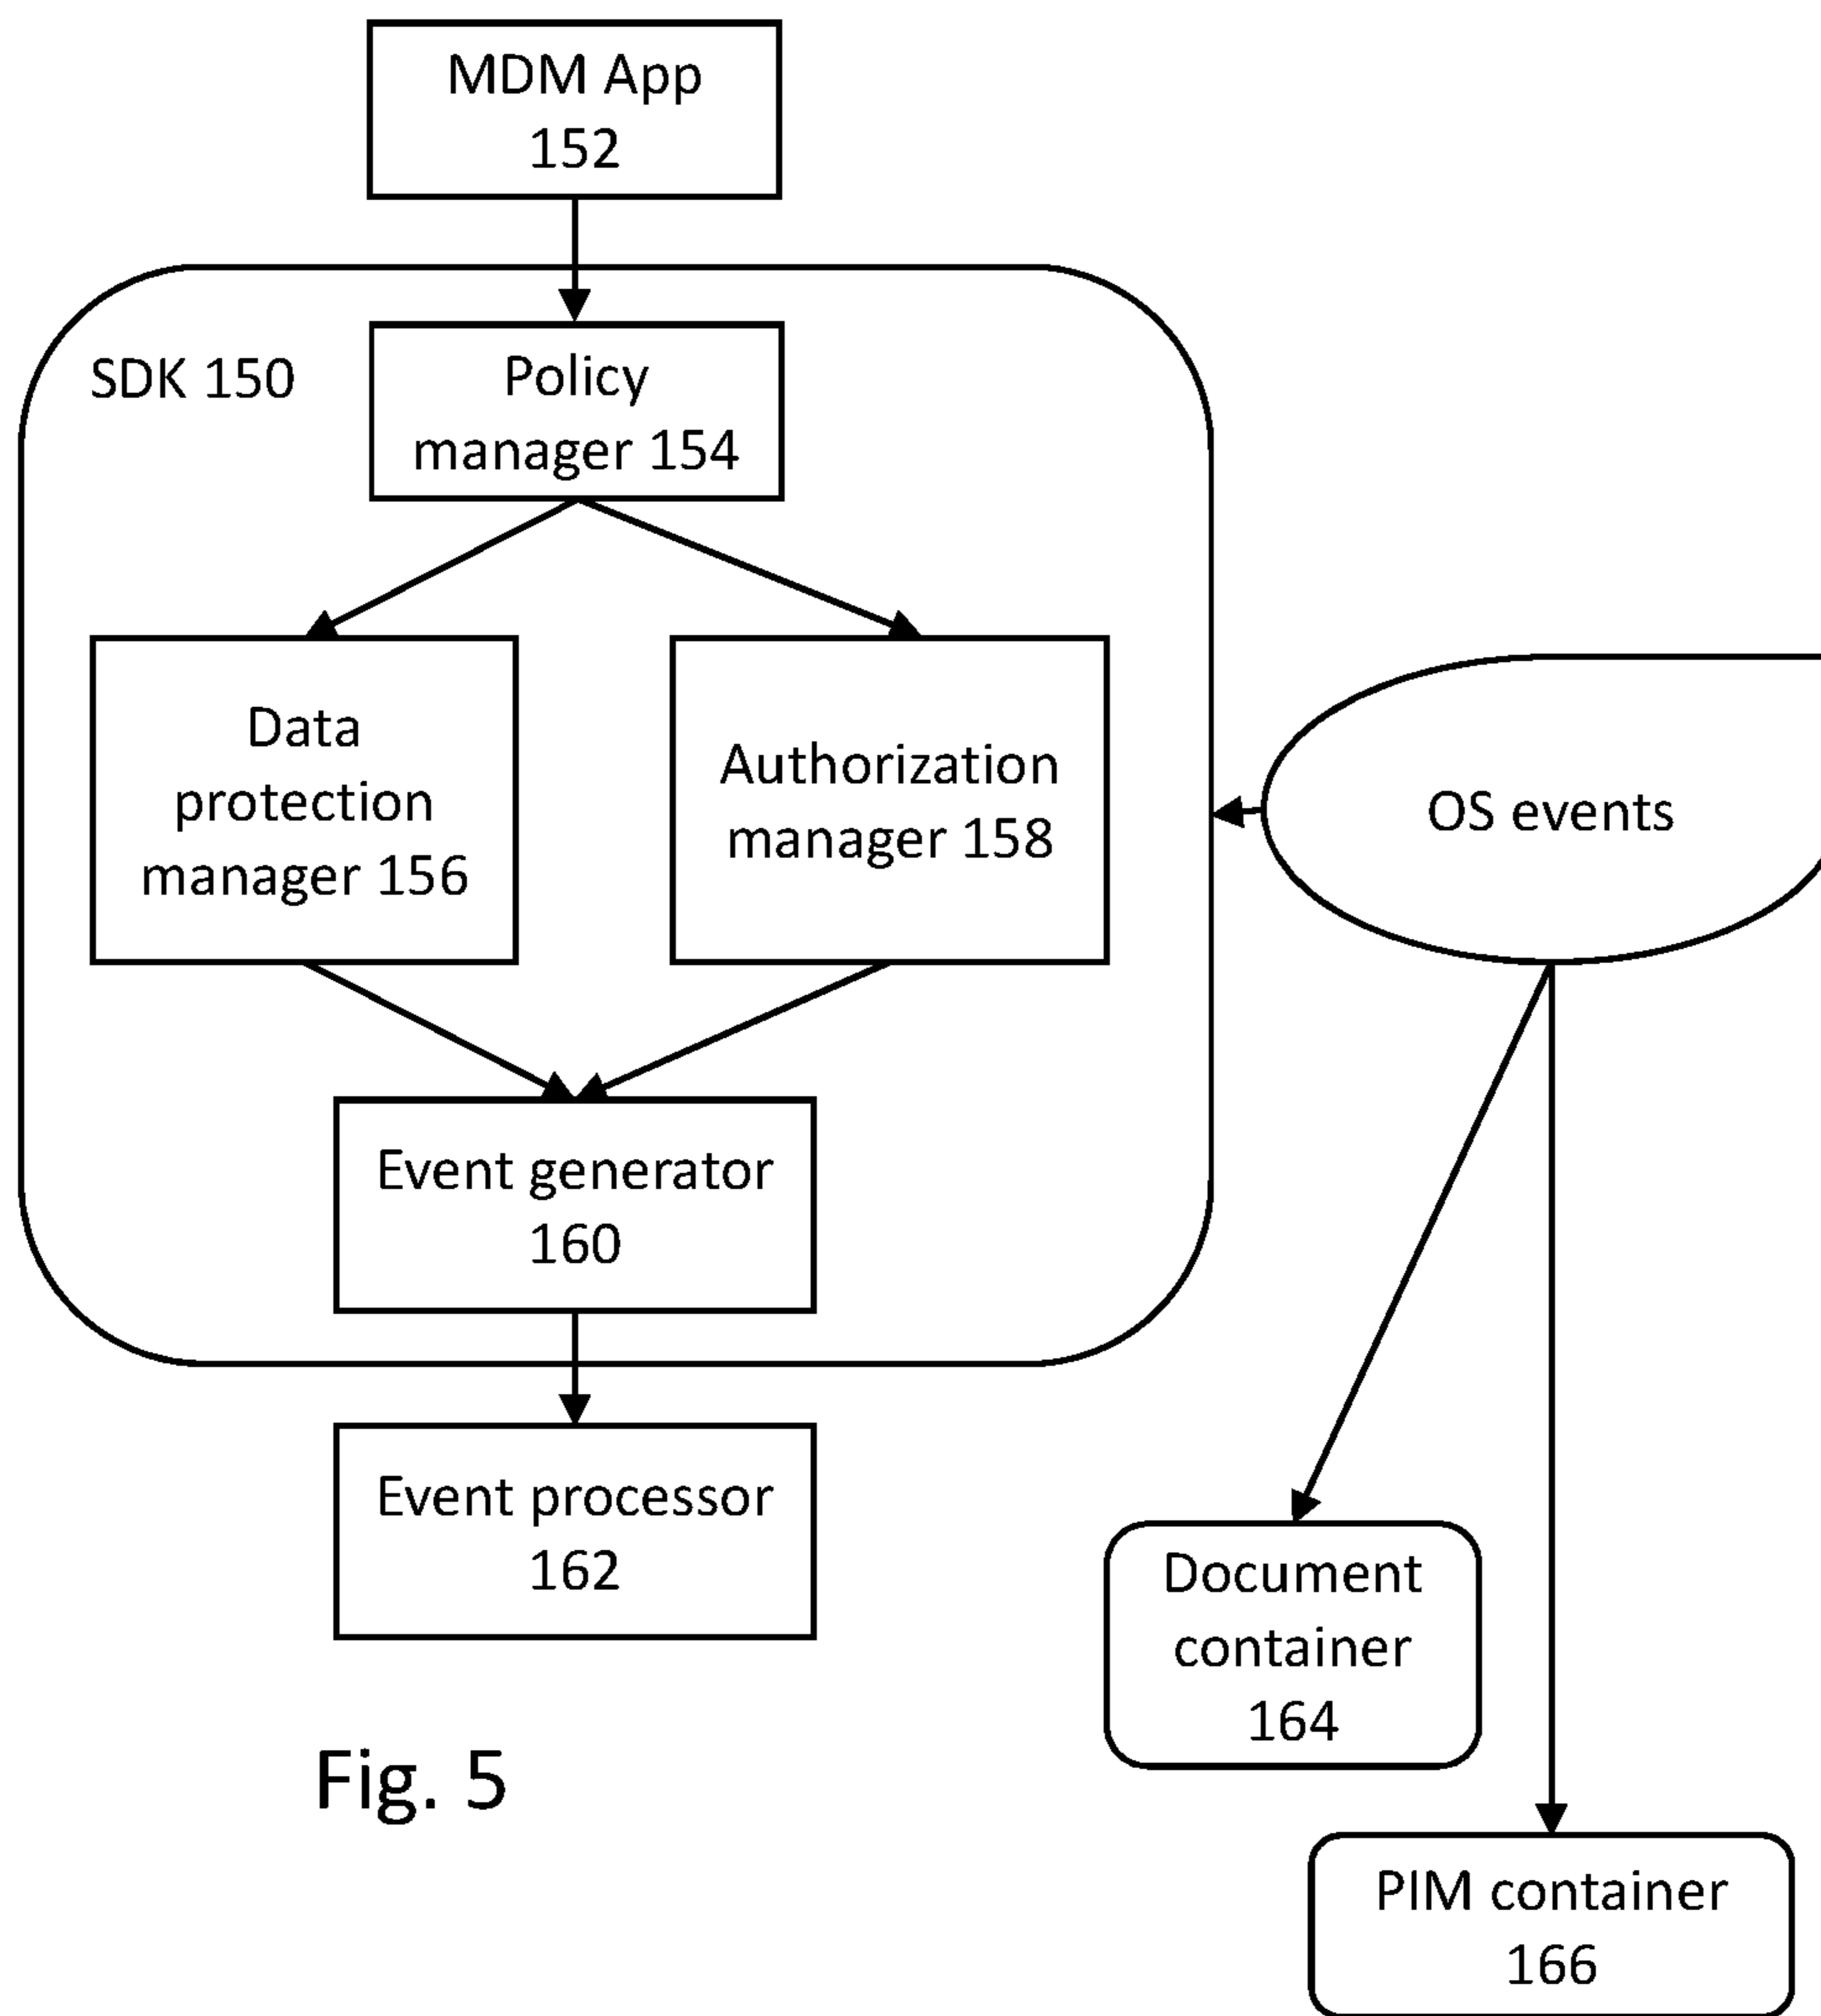 MDM App
152
SDK 150
Policy
manager 154
Data
protection
manager 156
Authorization
manager 158
OS events
Event generator
160
Event processor
162
Document
container
164
Fig. 5
PIM container
166